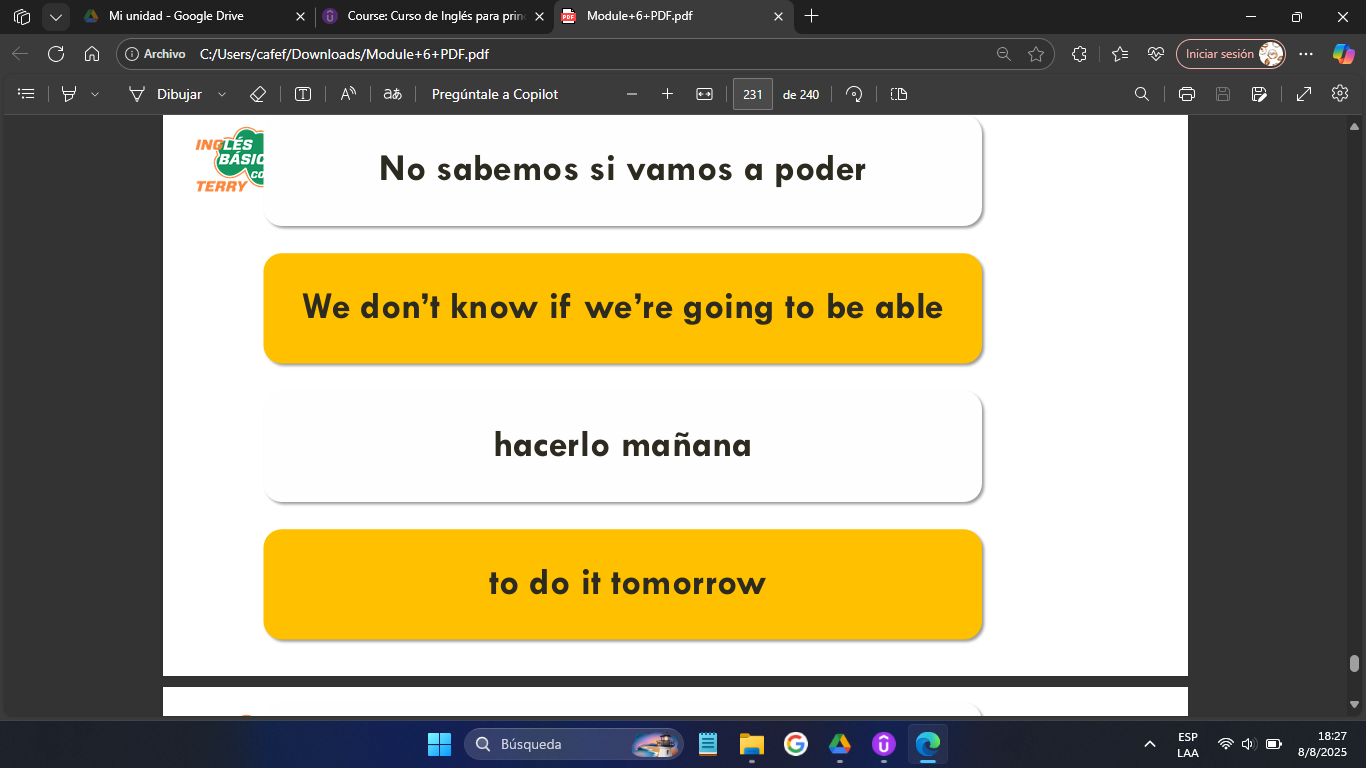 Mi unidad - Google Drive
Course: Curso de Inglés para prin
Module+6+PDF.pdf
Archivo
C:/Users/cafef/Downloads/Module+6+PDF.pdf
Iniciar sesión
Dibujar
Pregúntale a Copilot
231
de 240
INGLÉS
BÁSIC
CO
TERRY
No sabemos si vamos a poder
We don't know if we're going to be able
hacerlo mañana
to do it tomorrow
Búsqueda
ESP
LAA
18:27
8/8/2025